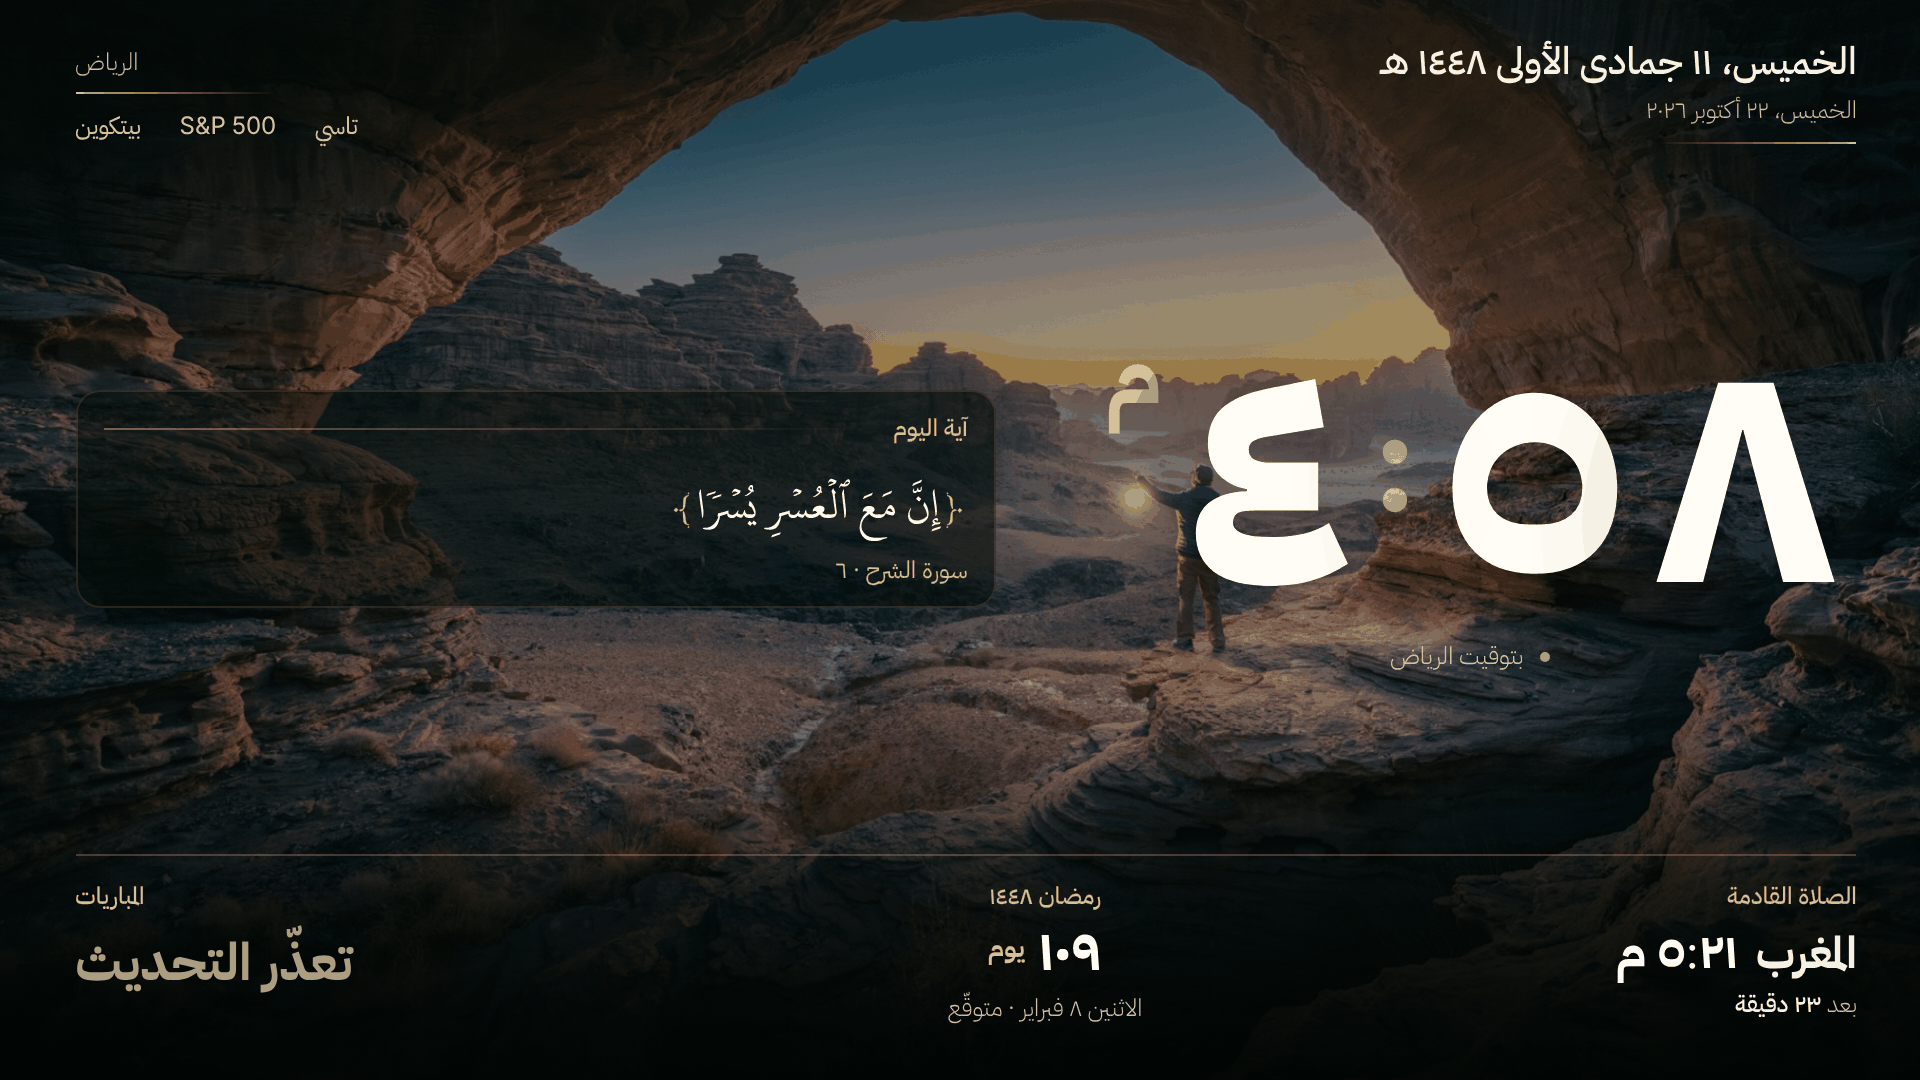 الخميس، ١١ جمادى الأولى ١٤٤٨ هـ
الخميس، ٢٢ أكتوبر ٢٠٢٦
الرياض
تاسي S&P 500 بيتكوين
٤:٥٨ م
بتوقيت الرياض
آية اليوم
﴿إِنَّ مَعَ ٱلْعُسْرِ يُسْرًا﴾
سورة الشرح · ٦
الصلاة القادمة
المغرب ٥:٢١ م
بعد ٢٣ دقيقة
رمضان ١٤٤٨
١٠٩ يوم
الاثنين ٨ فبراير · متوقّع
المباريات
تعذّر التحديث